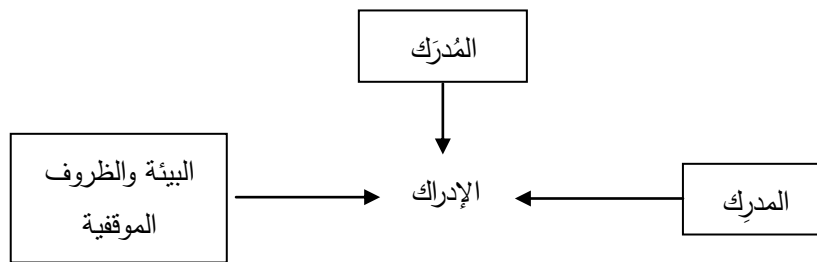 المُدرَك
البيئة والظروف
الموقفية
الإدراك
المدرِك